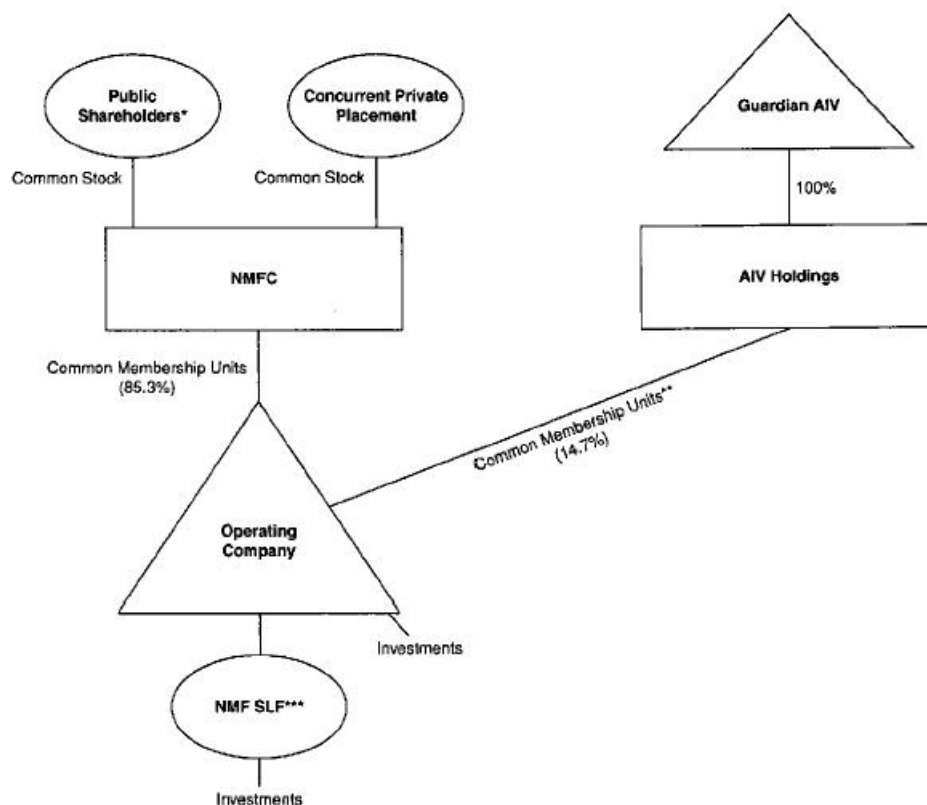 Public
Shareholders*
Concurrent Private
Placement
Guardian AIV
Common Stock
Common Stock
100%
NMFC
AIV Holdings
Common Membership Units
(85.3%)
Common Membership Units**
(14.7%)
Operating
Company
Investments
NMF SLF***
Investments